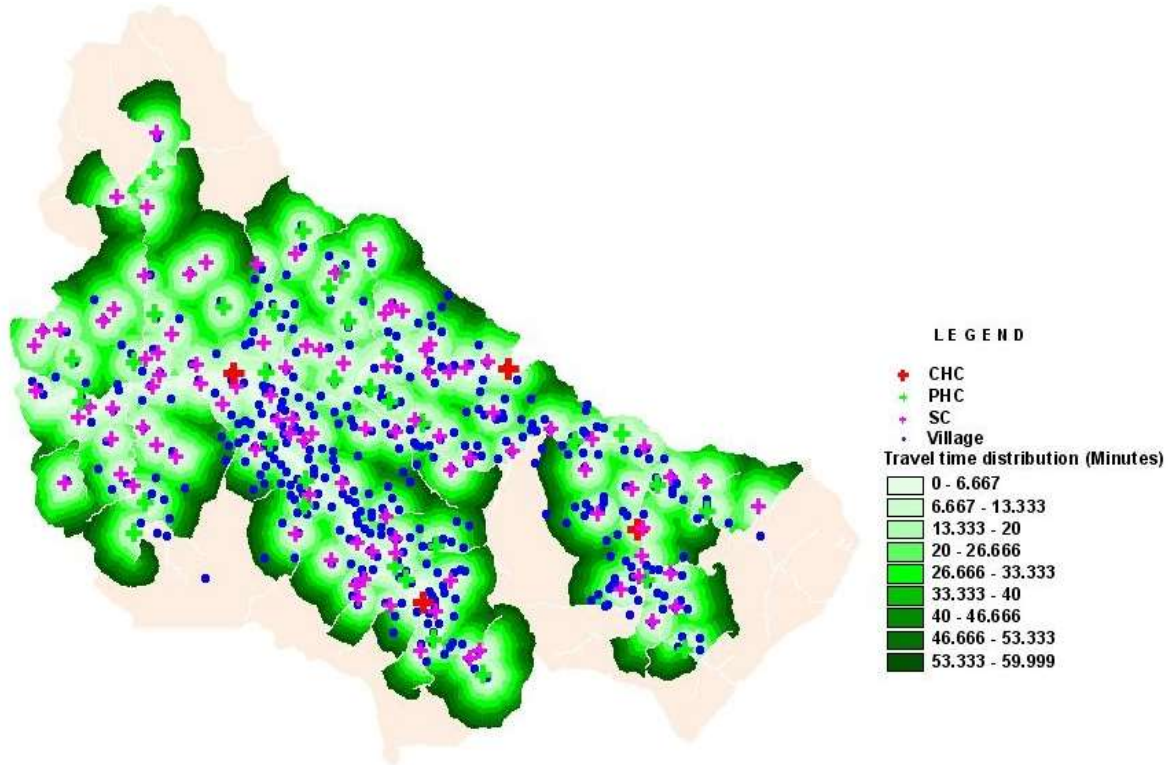 L E G E N D
CHC
PHC
SC
Village
Travel time distribution (Minutes)
0 - 6.667
6.667 - 13.333
13.333 - 20
20 - 26.666
26.666 - 33.333
33.333 - 40
40 - 46.666
46.666 - 53.333
53.333 - 59.999